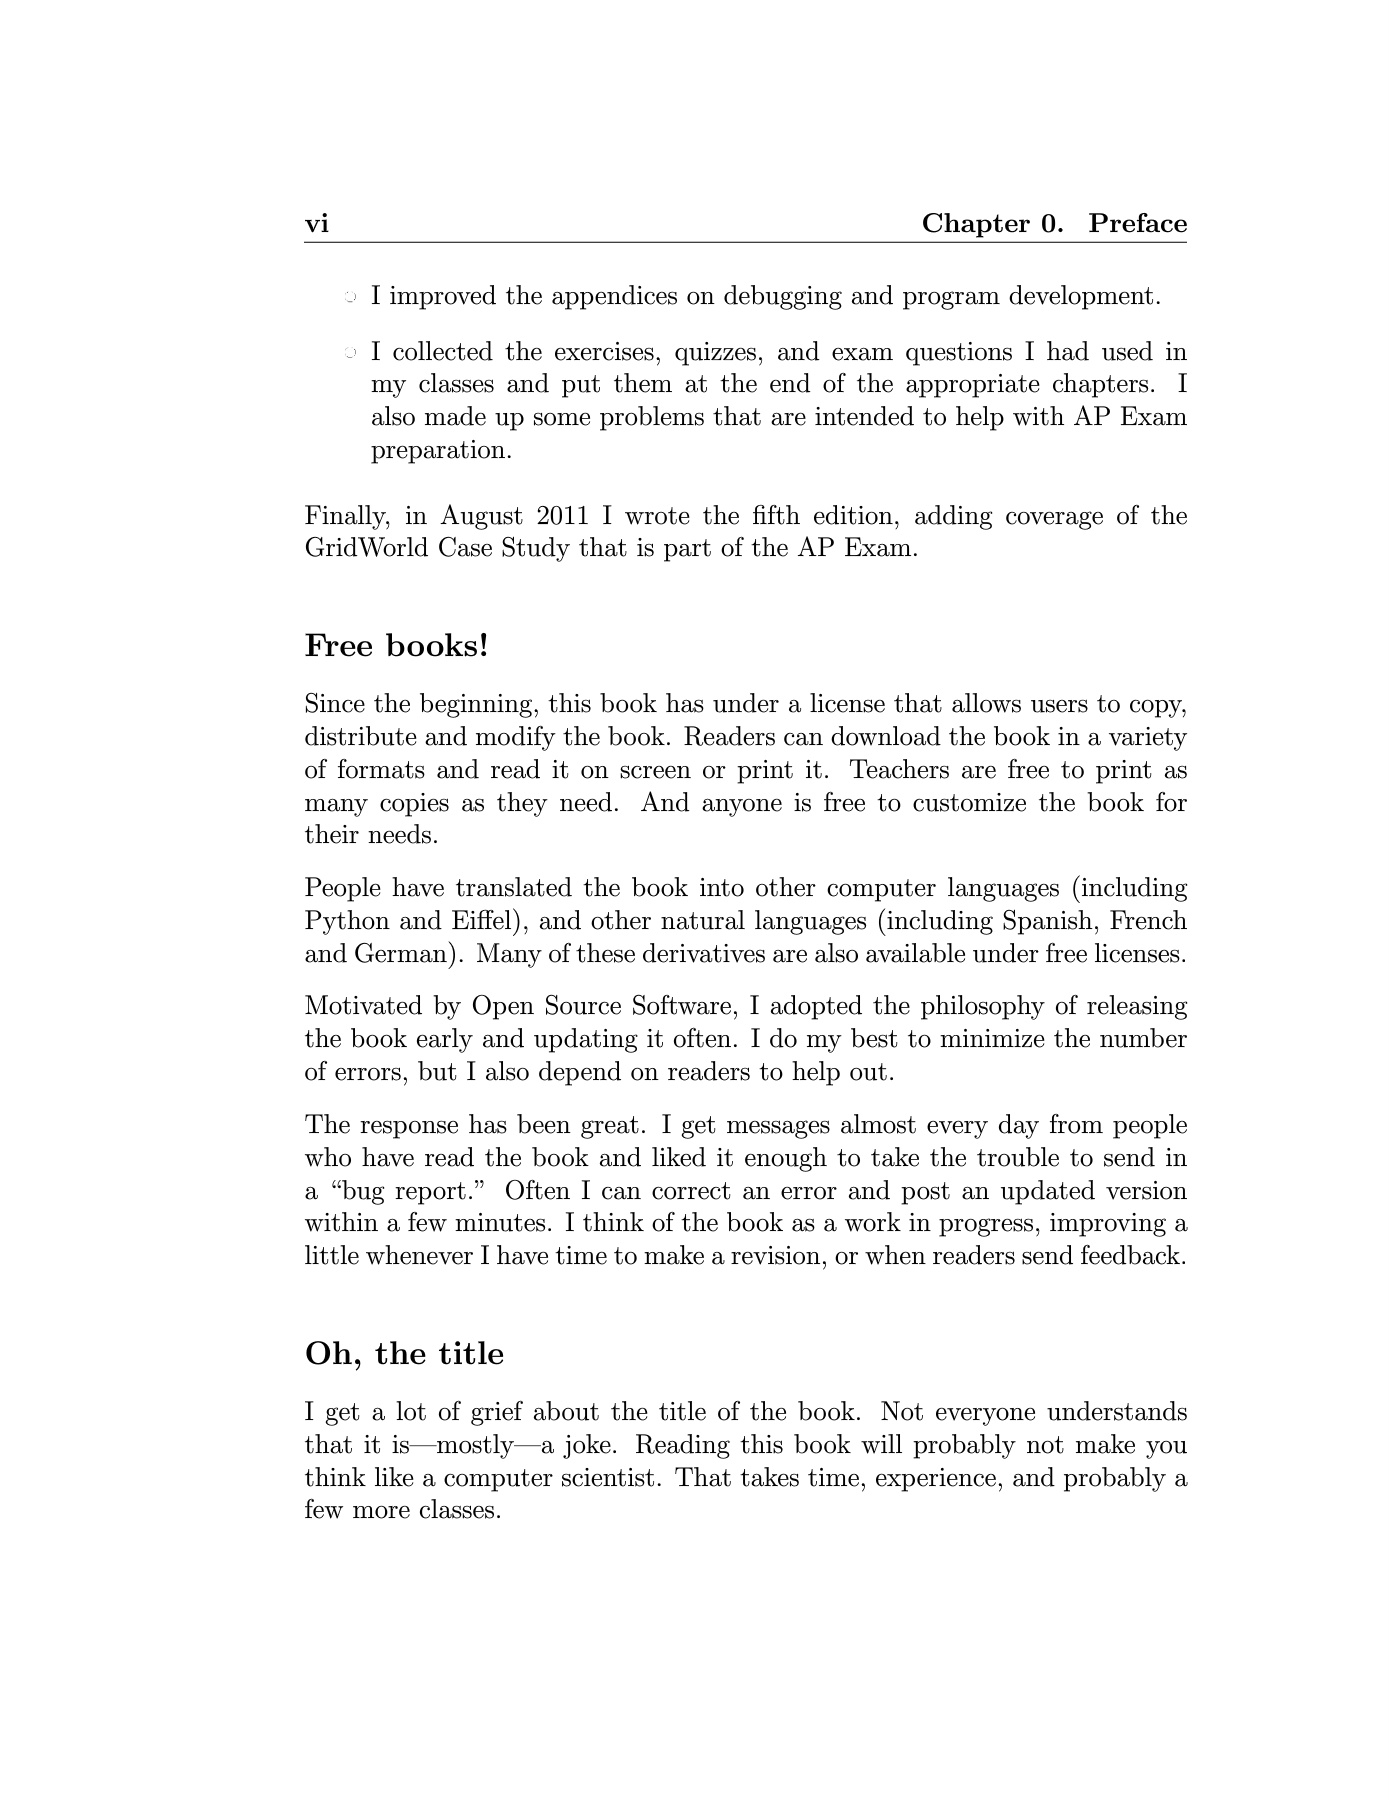 vi Chapter 0. Preface
◦ I improved the appendices on debugging and program development.
◦ I collected the exercises, quizzes, and exam questions I had used in
my classes and put them at the end of the appropriate chapters. I
also made up some problems that are intended to help with AP Exam
preparation.
Finally, in August 2011 I wrote the fifth edition, adding coverage of the
GridWorld Case Study that is part of the AP Exam.
Free books!
Since the beginning, this book has under a license that allows users to copy,
distribute and modify the book. Readers can download the book in a variety
of formats and read it on screen or print it. Teachers are free to print as
many copies as they need. And anyone is free to customize the book for
their needs.
People have translated the book into other computer languages (including
Python and Eiffel), and other natural languages (including Spanish, French
and German). Many of these derivatives are also available under free licenses.
Motivated by Open Source Software, I adopted the philosophy of releasing
the book early and updating it often. I do my best to minimize the number
of errors, but I also depend on readers to help out.
The response has been great. I get messages almost every day from people
who have read the book and liked it enough to take the trouble to send in
a “bug report.” Often I can correct an error and post an updated version
within a few minutes. I think of the book as a work in progress, improving a
little whenever I have time to make a revision, or when readers send feedback.
Oh, the title
I get a lot of grief about the title of the book. Not everyone understands
that it is—mostly—a joke. Reading this book will probably not make you
think like a computer scientist. That takes time, experience, and probably a
few more classes.